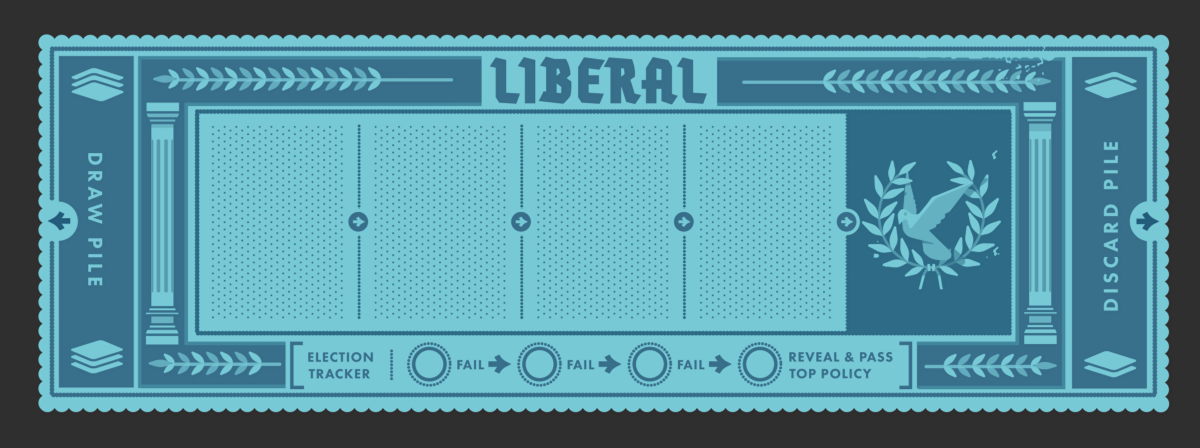 LIBERAL
DRAW PILE
DISCARD PILE
ELECTION
TRACKER
FAIL
FAIL
FAIL
REVEAL & PASS
TOP POLICY